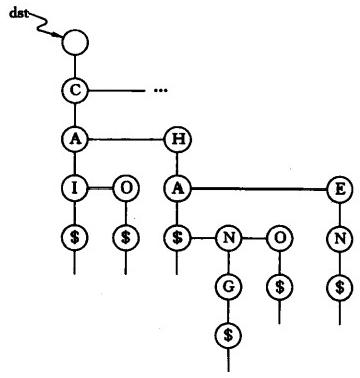 dst
C ...
A H
I O A E
$ $ $ N O N
G $ $
$